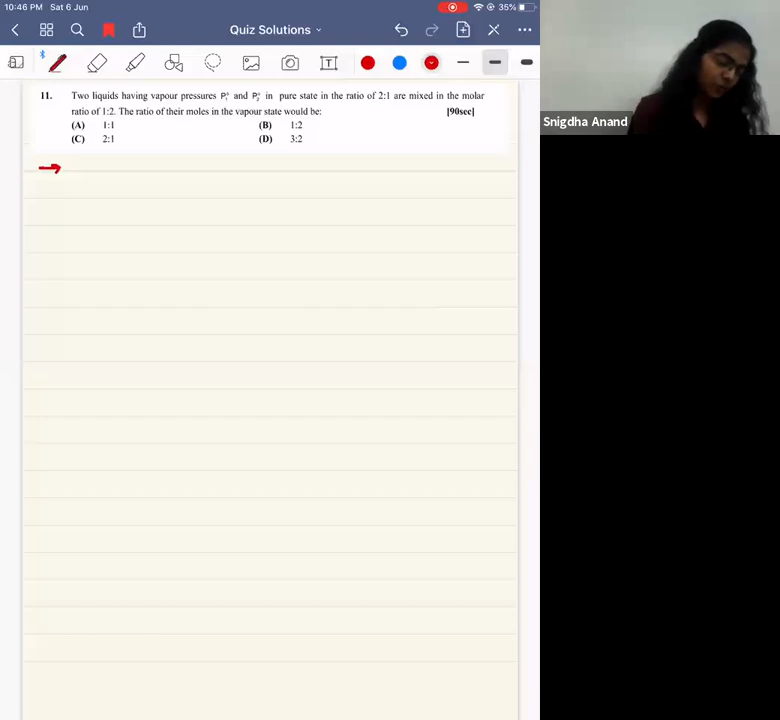 10:46 PM Sat 6 Jun
35%
Quiz Solutions
T
Snigdha Anand
11. Two liquids having vapour pressures P₁° and P₂° in pure state in the ratio of 2:1 are mixed in the molar
ratio of 1:2. The ratio of their moles in the vapour state would be: [90sec]
(A) 1:1 (B) 1:2
(C) 2:1 (D) 3:2